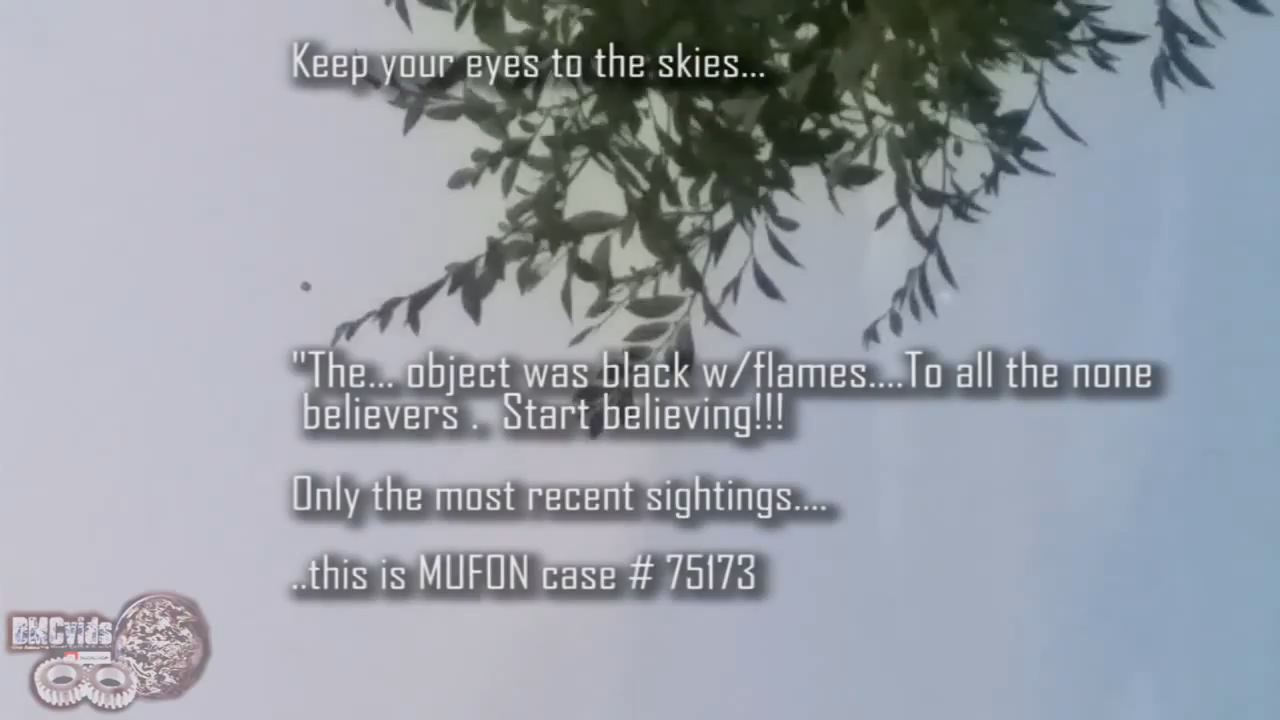 Keep your eyes to the skies...
"The... object was black w/flames....To all the none
believers . Start believing!!!
Only the most recent sightings....
..this is MUFON case # 75173
DMCvids